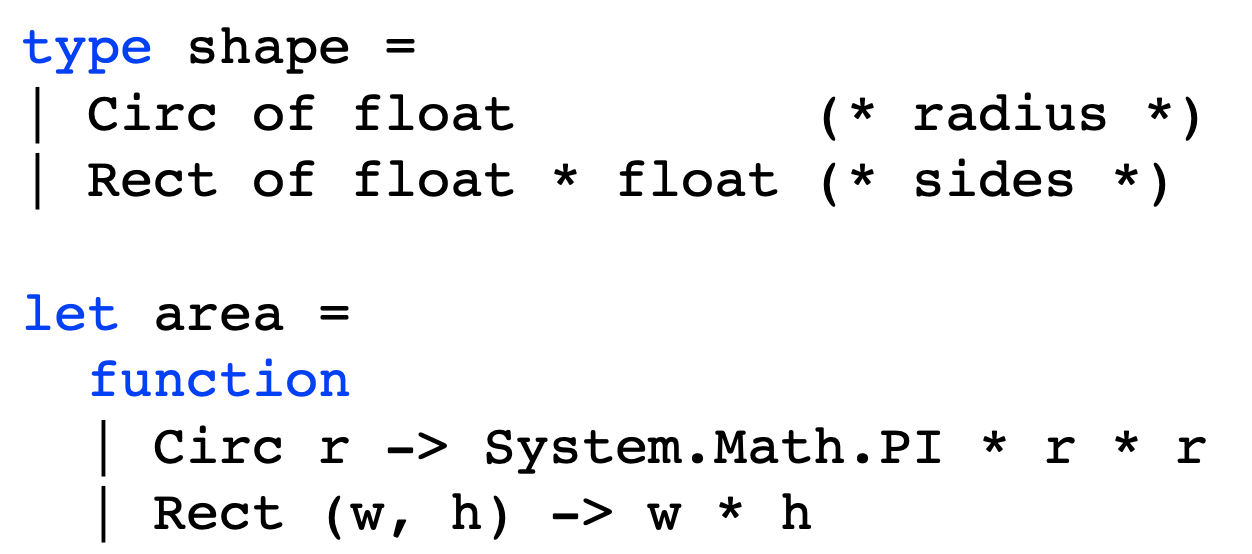 type shape =
| Circ of float         (* radius *)
| Rect of float * float (* sides *)

let area =
  function
  | Circ r -> System.Math.PI * r * r
  | Rect (w, h) -> w * h